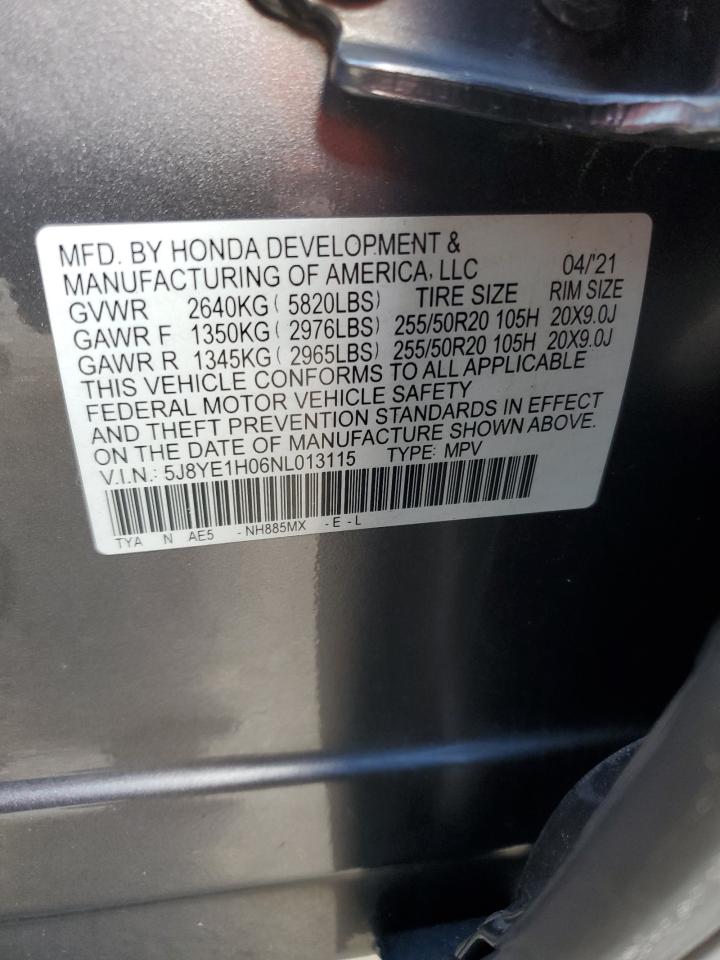 MFD. BY HONDA DEVELOPMENT &
MANUFACTURING OF AMERICA, LLC 04/'21
GVWR 2640KG ( 5820LBS) TIRE SIZE RIM SIZE
GAWR F 1350KG ( 2976LBS) 255/50R20 105H 20X9.0J
GAWR R 1345KG ( 2965LBS) 255/50R20 105H 20X9.0J
THIS VEHICLE CONFORMS TO ALL APPLICABLE
FEDERAL MOTOR VEHICLE SAFETY
AND THEFT PREVENTION STANDARDS IN EFFECT
ON THE DATE OF MANUFACTURE SHOWN ABOVE.
V.I.N.: 5J8YE1H06NL013115 TYPE: MPV
TYA N AE5 - NH885MX - E - L